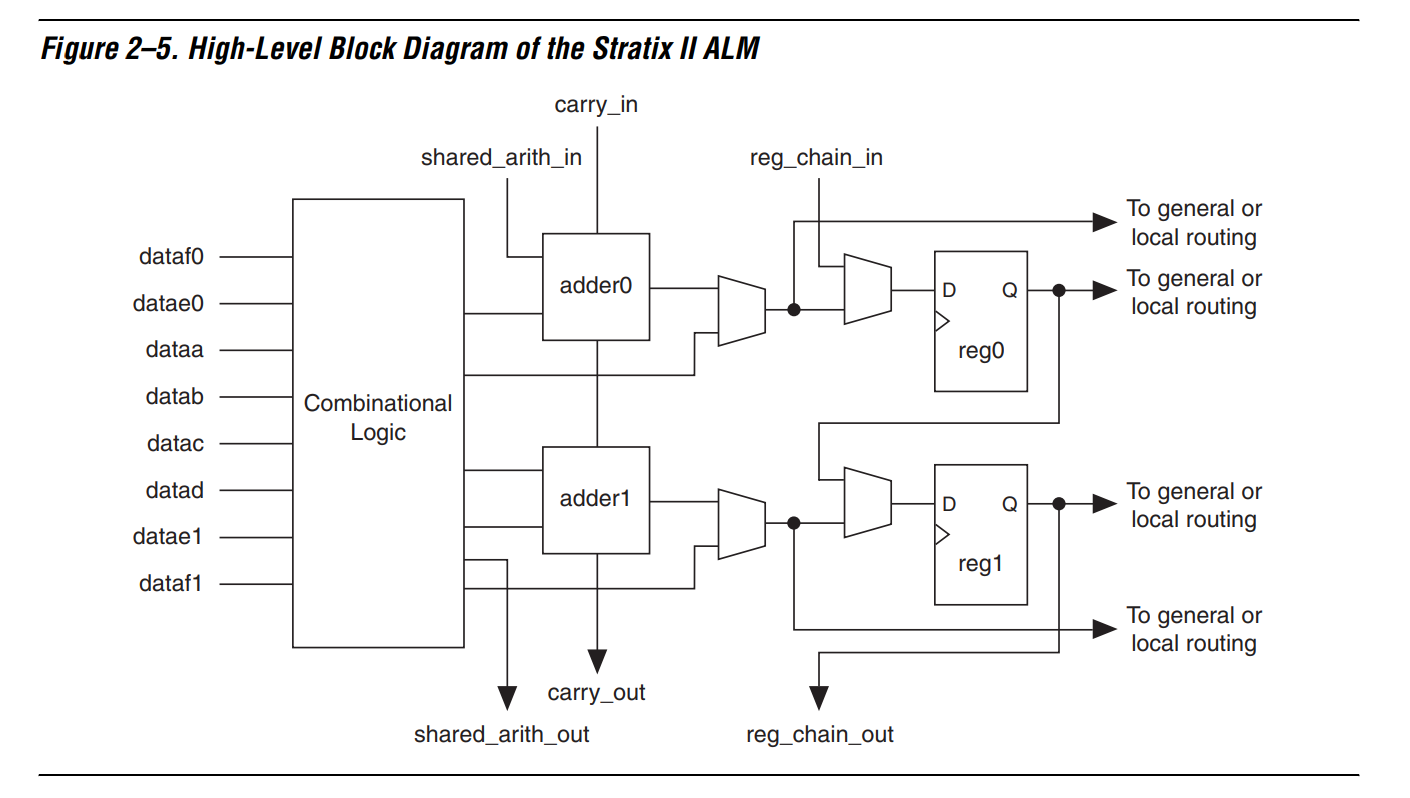 Figure 2–5. High-Level Block Diagram of the Stratix II ALM
carry_in
shared_arith_in
reg_chain_in
To general or
local routing
dataf0
datae0
dataa
datab
datac
datad
datae1
dataf1
Combinational
Logic
adder0
D
Q
reg0
To general or
local routing
adder1
D
Q
reg1
To general or
local routing
To general or
local routing
carry_out
shared_arith_out
reg_chain_out